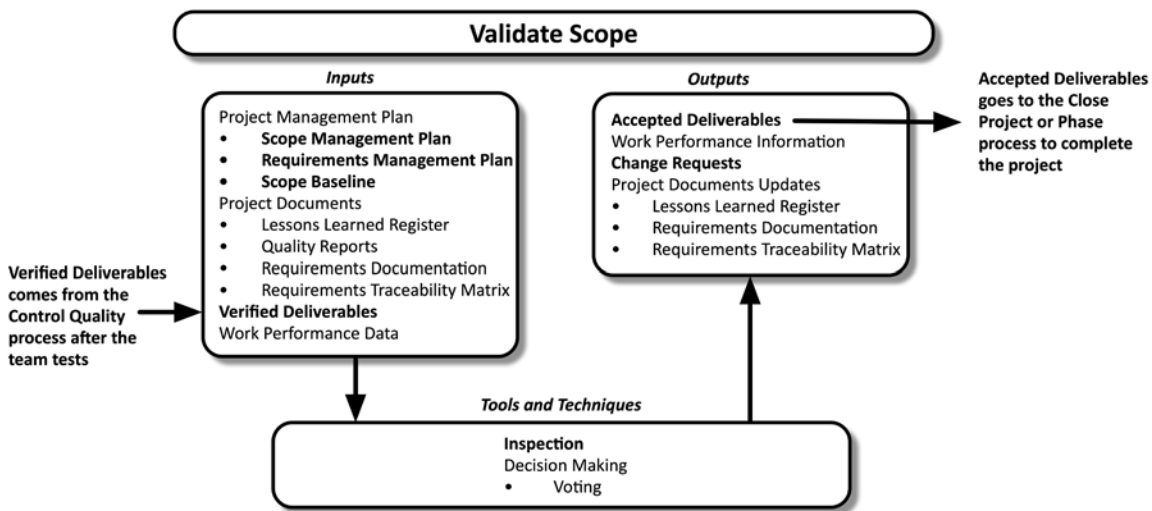 Validate Scope
Inputs
Project Management Plan
• Scope Management Plan
• Requirements Management Plan
• Scope Baseline
Project Documents
• Lessons Learned Register
• Quality Reports
• Requirements Documentation
• Requirements Traceability Matrix
Verified Deliverables
Work Performance Data
Verified Deliverables
comes from the
Control Quality
process after the
team tests
Outputs
Accepted Deliverables
Work Performance Information
Change Requests
Project Documents Updates
• Lessons Learned Register
• Requirements Documentation
• Requirements Traceability Matrix
Accepted Deliverables
goes to the Close
Project or Phase
process to complete
the project
Tools and Techniques
Inspection
Decision Making
• Voting